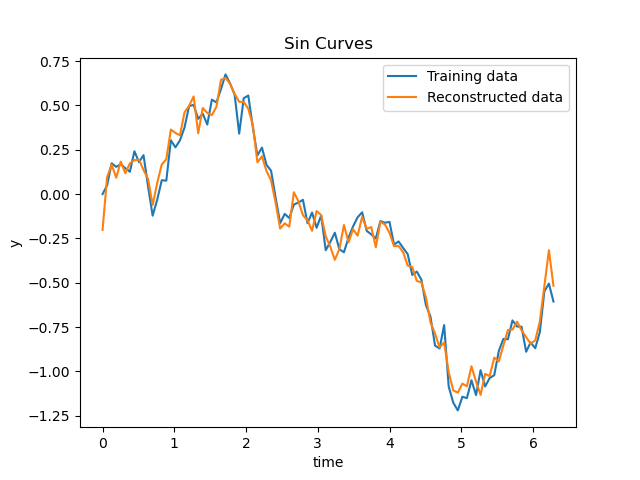 Sin Curves
Training data
Reconstructed data
y
0.75
0.50
0.25
0.00
−0.25
−0.50
−0.75
−1.00
−1.25
0 1 2 3 4 5 6
time